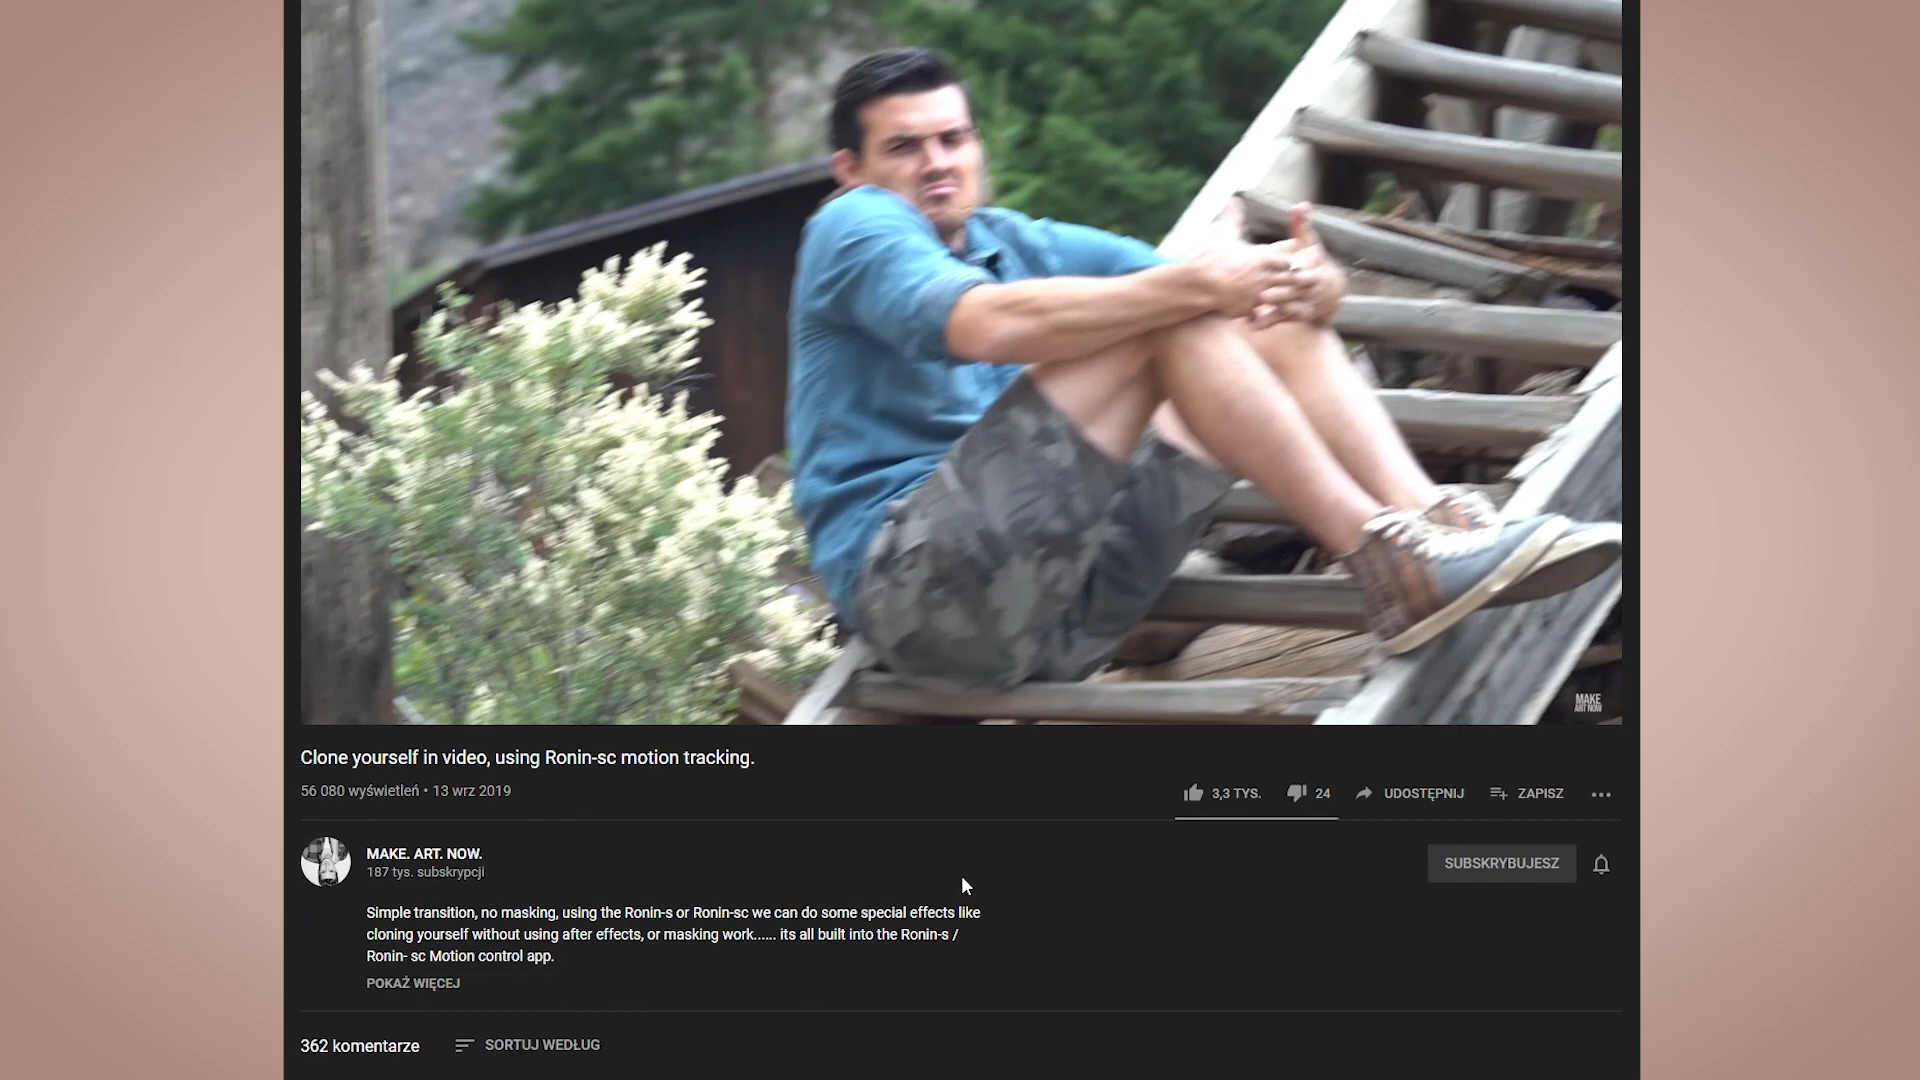 MAKE
ART NOW
Clone yourself in video, using Ronin-sc motion tracking.
56 080 wyświetleń • 13 wrz 2019
3,3 TYS.
24
UDOSTĘPNIJ
ZAPISZ
MAKE. ART. NOW.
187 tys. subskrypcji
SUBSKRYBUJESZ
Simple transition, no masking, using the Ronin-s or Ronin-sc we can do some special effects like
cloning yourself without using after effects, or masking work...... its all built into the Ronin-s /
Ronin- sc Motion control app.
POKAŻ WIĘCEJ
362 komentarze
SORTUJ WEDŁUG